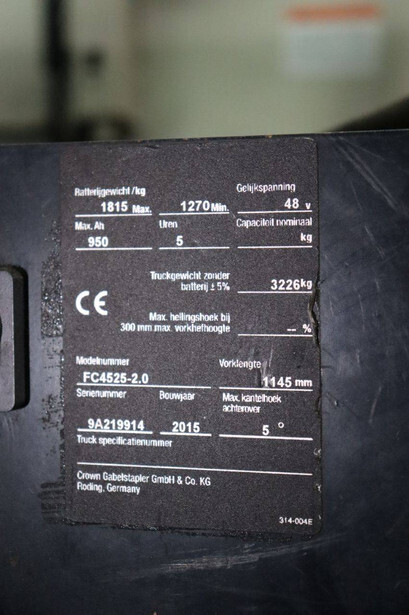 Batterijgewicht/kg Gelijkspanning
1815 Max. 1270 Min. 48 v
Max. Ah Uren Capaciteit nominaal
950 5 kg
Truckgewicht zonder
batterij ± 5% 3226kg
CE
Max. hellingshoek bij
300 mm.max. vorkhefhoogte -- %
Modelnummer Vorklengte
FC4525-2.0 1145 mm
Serienummer Bouwjaar Max. kantelhoek
achterover
9A219914 2015 5 °
Truck specificatienummer
Crown Gabelstapler GmbH & Co. KG
Roding, Germany
314-004E